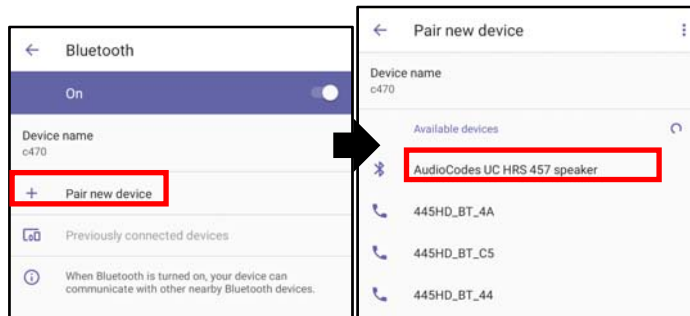 Bluetooth
On
Device name
c470
Pair new device
Previously connected devices
When Bluetooth is turned on, your device can
communicate with other nearby Bluetooth devices.
Pair new device
Device name
c470
Available devices
AudioCodes UC HRS 457 speaker
445HD_BT_4A
445HD_BT_C5
445HD_BT_44